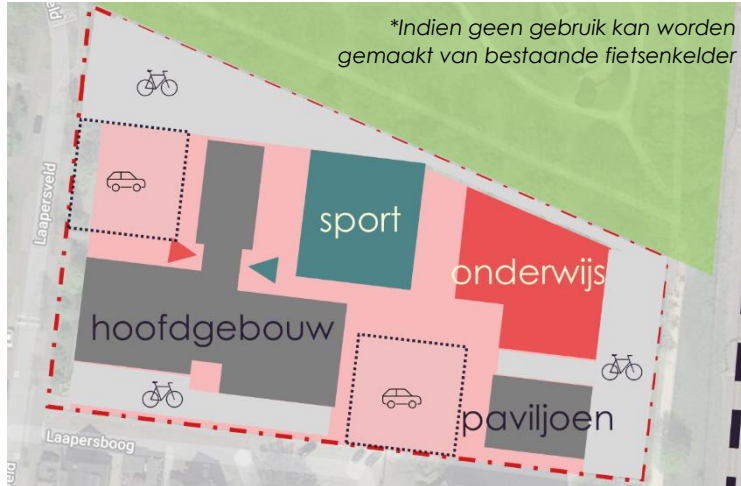 *Indien geen gebruik kan worden
gemaakt van bestaande fietsenkelder
Laapersveld
sport
onderwijs
hoofdgebouw
paviljoen
Laapersboog